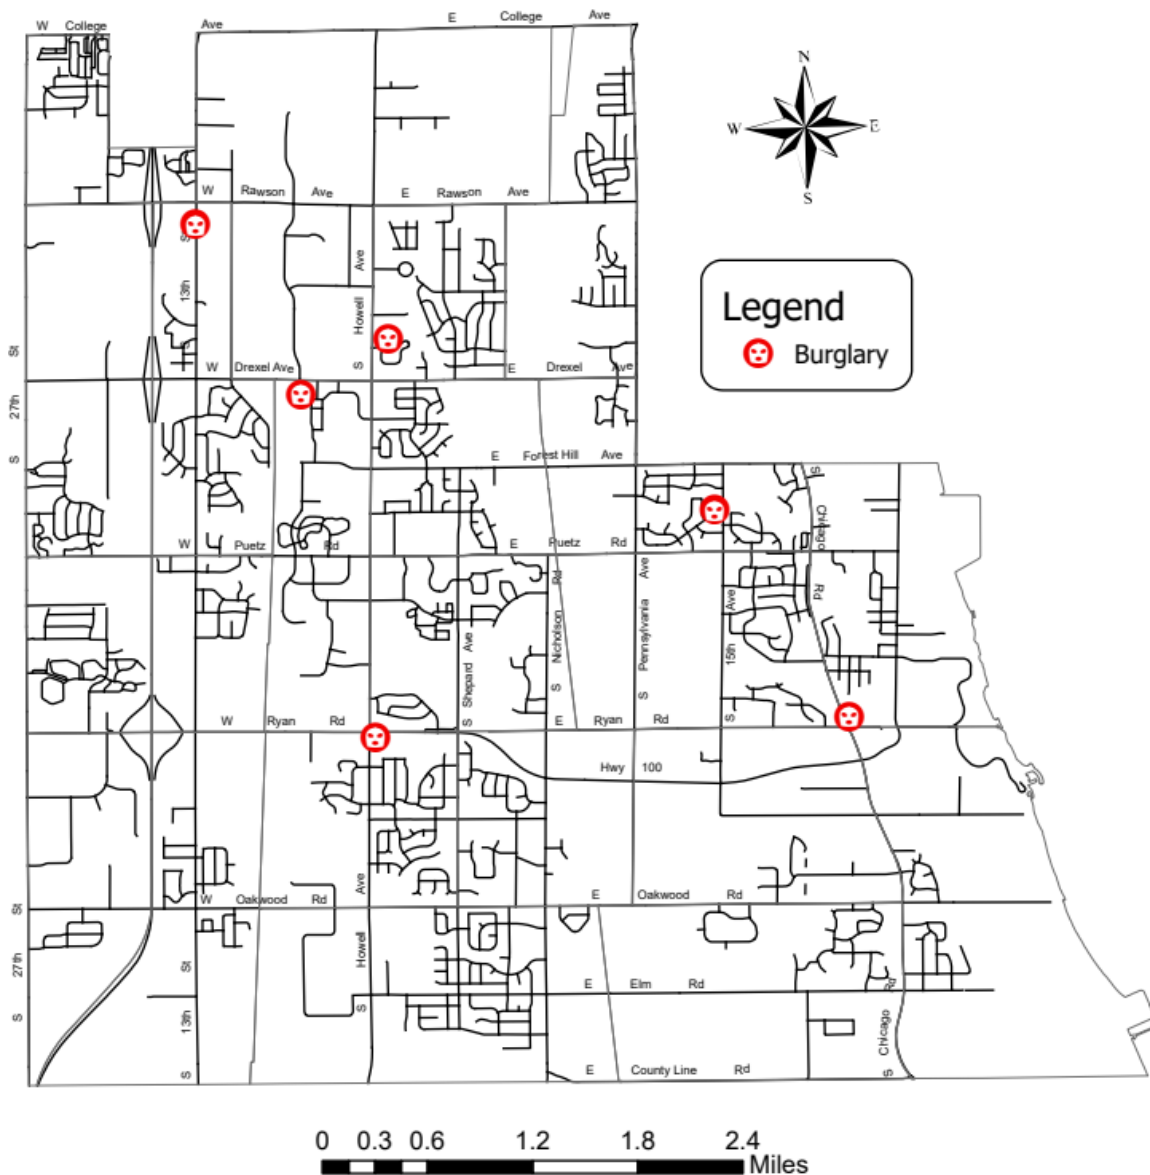 W College Ave E College Ave
N
W E
S
W Rawson Ave E Rawson Ave
S 13th
S Howell Ave
Legend
Burglary
W Drexel Ave E Drexel Ave
S 27th St
E Forest Hill Ave
S Chicago Rd
W Puetz Rd E Puetz Rd
S Shepard Ave
S Nicholson Rd
S Pennsylvania Ave
S 15th Ave
W Ryan Rd E Ryan Rd
Hwy 100
W Oakwood Rd E Oakwood Rd
S 27th St
S 13th St
S Howell Ave
E Elm Rd
S Chicago Rd
E County Line Rd
0 0.3 0.6 1.2 1.8 2.4
Miles